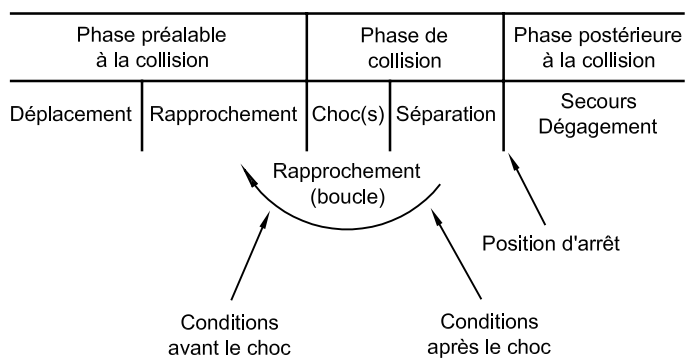 Phase préalable
à la collision
Phase de
collision
Phase postérieure
à la collision
Déplacement
Rapprochement
Choc(s)
Séparation
Secours
Dégagement
Rapprochement
(boucle)
Position d'arrêt
Conditions
avant le choc
Conditions
après le choc